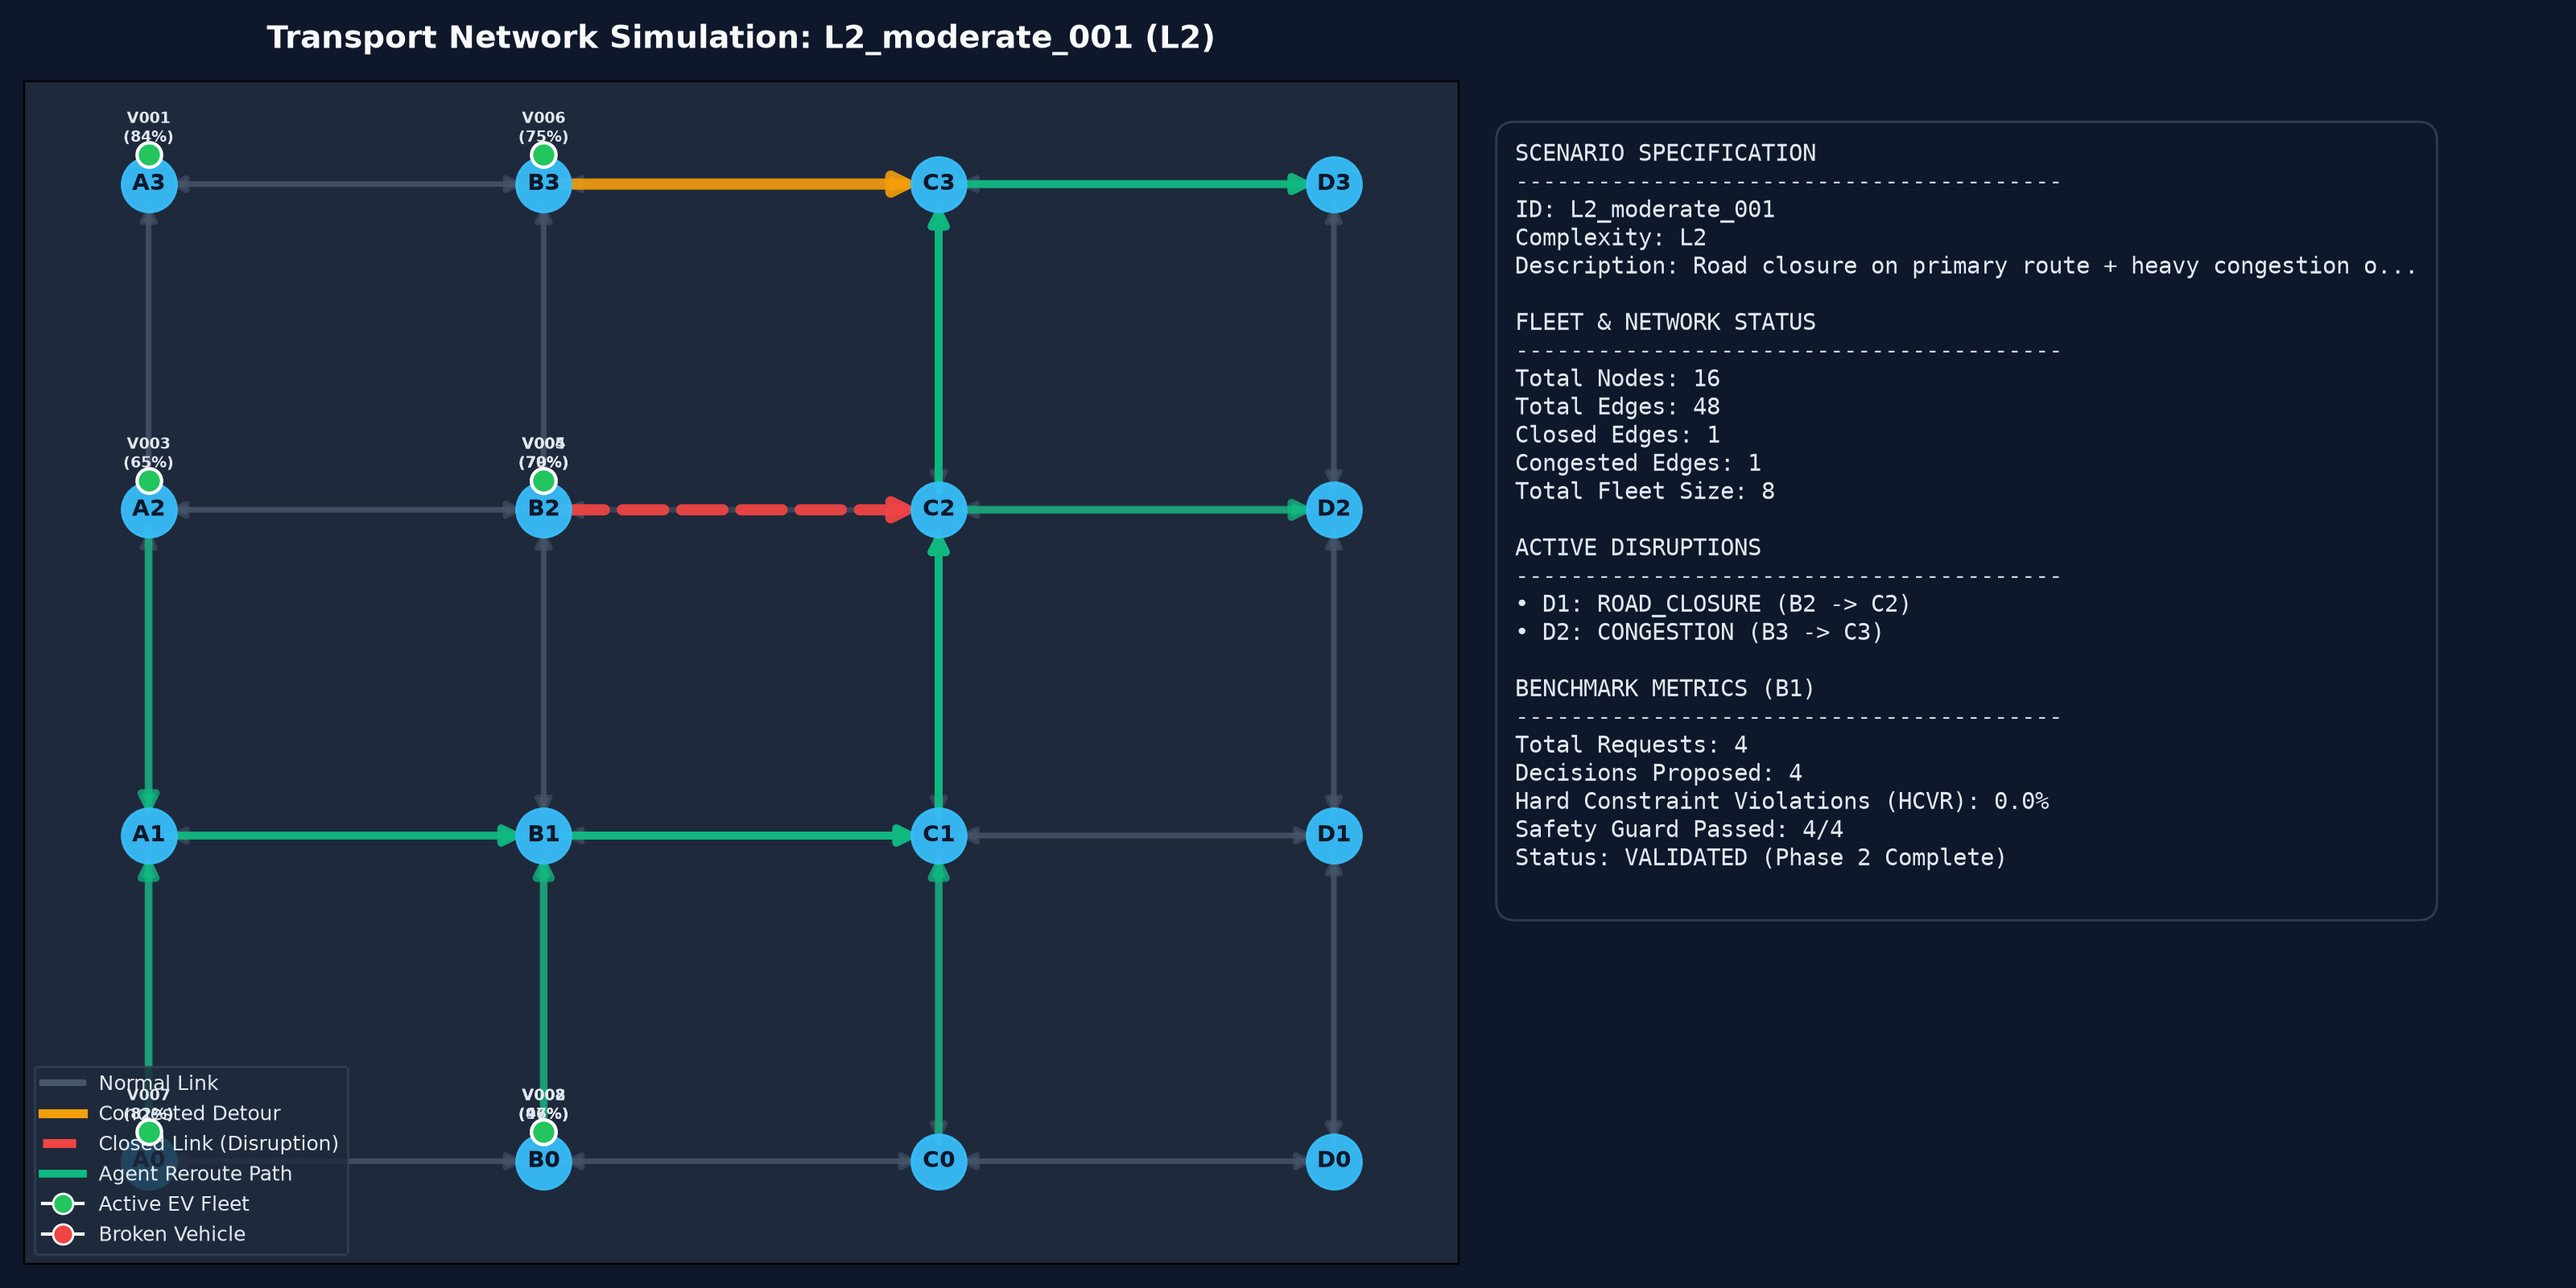 Transport Network Simulation: L2_moderate_001 (L2)
V001
(84%)
V006
(75%)
A3
B3
C3
D3
V003
(65%)
A2
B2
C2
D2
A1
B1
C1
D1
V007
(82%)
B0
C0
D0
A0
Normal Link
Congested Detour
Closed Link (Disruption)
Agent Reroute Path
Active EV Fleet
Broken Vehicle
SCENARIO SPECIFICATION
----------------------------------------
ID: L2_moderate_001
Complexity: L2
Description: Road closure on primary route + heavy congestion o...
FLEET & NETWORK STATUS
----------------------------------------
Total Nodes: 16
Total Edges: 48
Closed Edges: 1
Congested Edges: 1
Total Fleet Size: 8
ACTIVE DISRUPTIONS
----------------------------------------
• D1: ROAD_CLOSURE (B2 -> C2)
• D2: CONGESTION (B3 -> C3)
BENCHMARK METRICS (B1)
----------------------------------------
Total Requests: 4
Decisions Proposed: 4
Hard Constraint Violations (HCVR): 0.0%
Safety Guard Passed: 4/4
Status: VALIDATED (Phase 2 Complete)